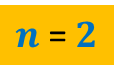 n = 2